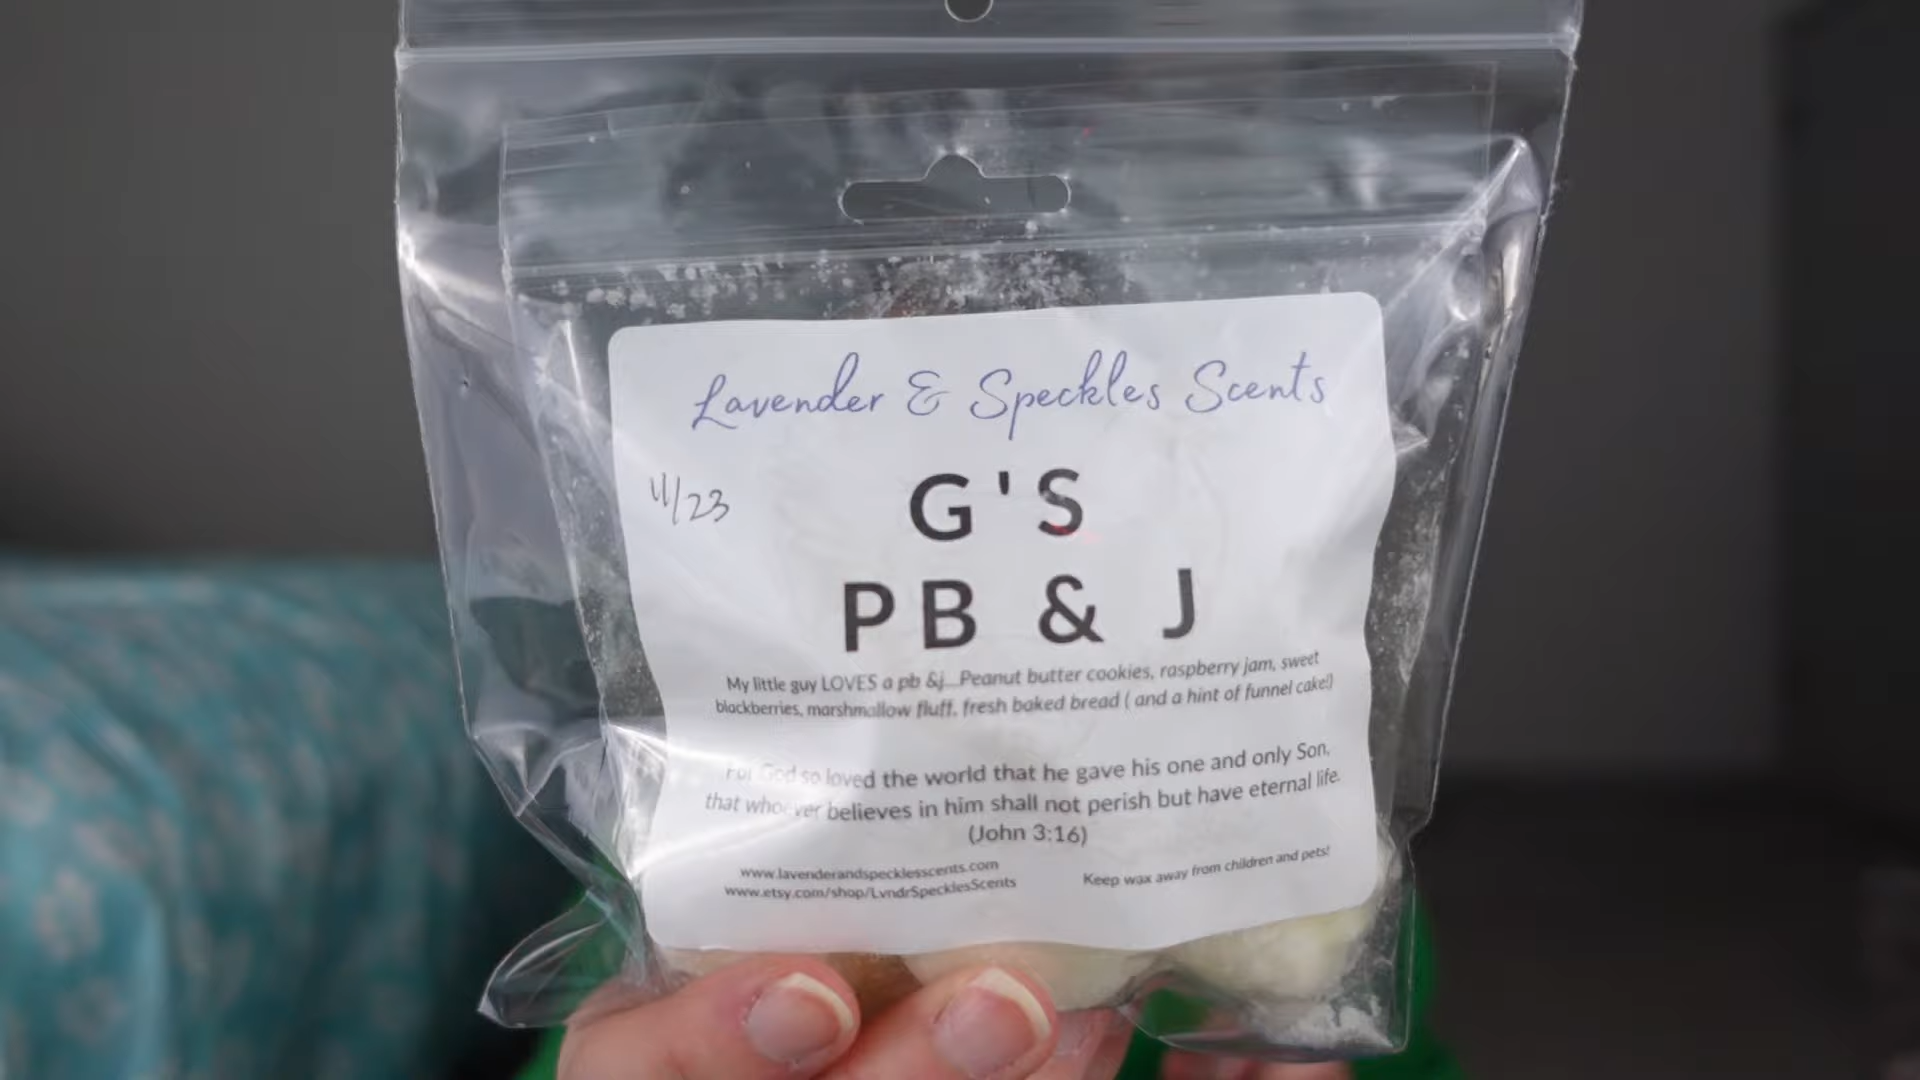 Lavender & Speckles Scents
4/23
G'S
PB & J
My little guy LOVES a pb &j...Peanut butter cookies, raspberry jam, sweet
blackberries, marshmallow fluff, fresh baked bread ( and a hint of funnel cake!)
For God so loved the world that he gave his one and only Son,
that whoever believes in him shall not perish but have eternal life.
(John 3:16)
www.lavenderandspecklesscents.com
www.etsy.com/shop/LvndrSpecklesScents
Keep wax away from children and pets!